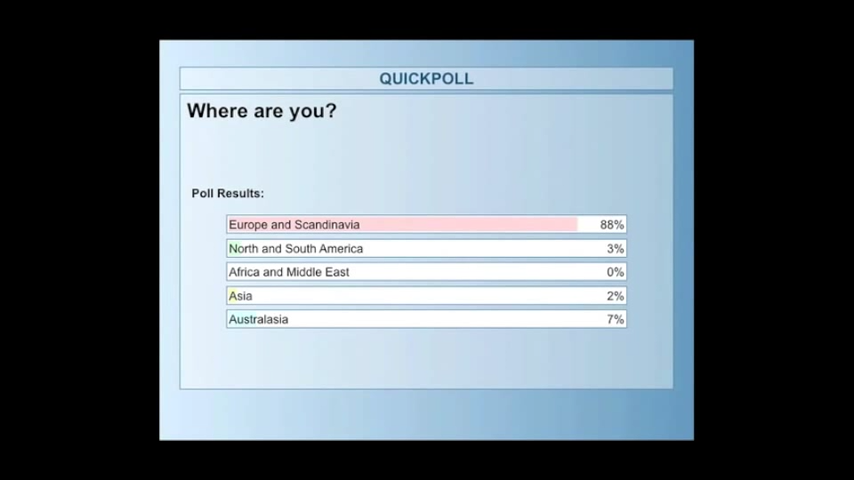 QUICKPOLL
Where are you?
Poll Results:
Europe and Scandinavia 88%
North and South America 3%
Africa and Middle East 0%
Asia 2%
Australasia 7%